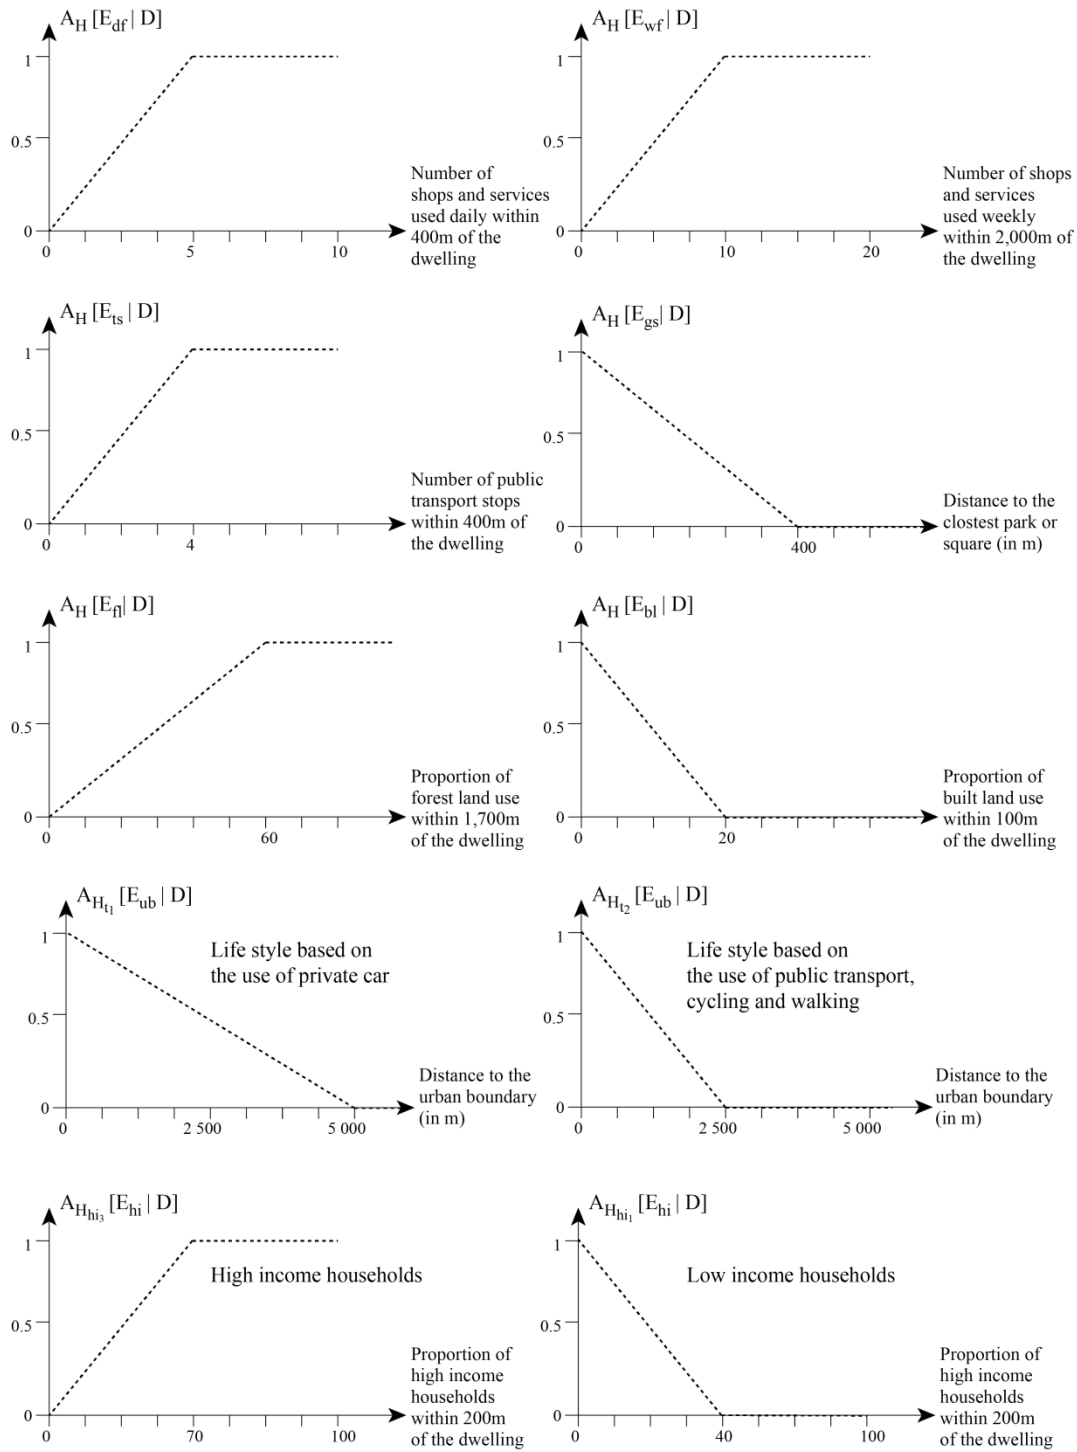 A_H [E_df | D]
1
0.5
0
0
5
10
Number of
shops and services
used daily within
400m of the
dwelling
A_H [E_wf | D]
1
0.5
0
0
10
20
Number of shops
and services
used weekly
within 2,000m of
the dwelling
A_H [E_ts | D]
1
0.5
0
0
4
Number of public
transport stops
within 400m of
the dwelling
A_H [E_gs| D]
1
0.5
0
400
Distance to the
clostest park or
square (in m)
A_H [E_fl| D]
1
0.5
0
0
60
Proportion of
forest land use
within 1,700m
of the dwelling
A_H [E_bl | D]
1
0.5
0
0
20
Proportion of
built land use
within 100m
of the dwelling
A_H_t1 [E_ub | D]
Life style based on
the use of private car
1
0.5
0
0
2 500
5 000
Distance to the
urban boundary
(in m)
A_H_t2 [E_ub | D]
Life style based on
the use of public transport,
cycling and walking
1
0.5
0
0
2 500
5 000
Distance to the
urban boundary
(in m)
A_H_hi3 [E_hi | D]
High income households
1
0.5
0
0
70
100
Proportion of
high income
households
within 200m
of the dwelling
A_H_hi1 [E_hi | D]
Low income households
1
0.5
0
0
40
100
Proportion of
high income
households
within 200m
of the dwelling